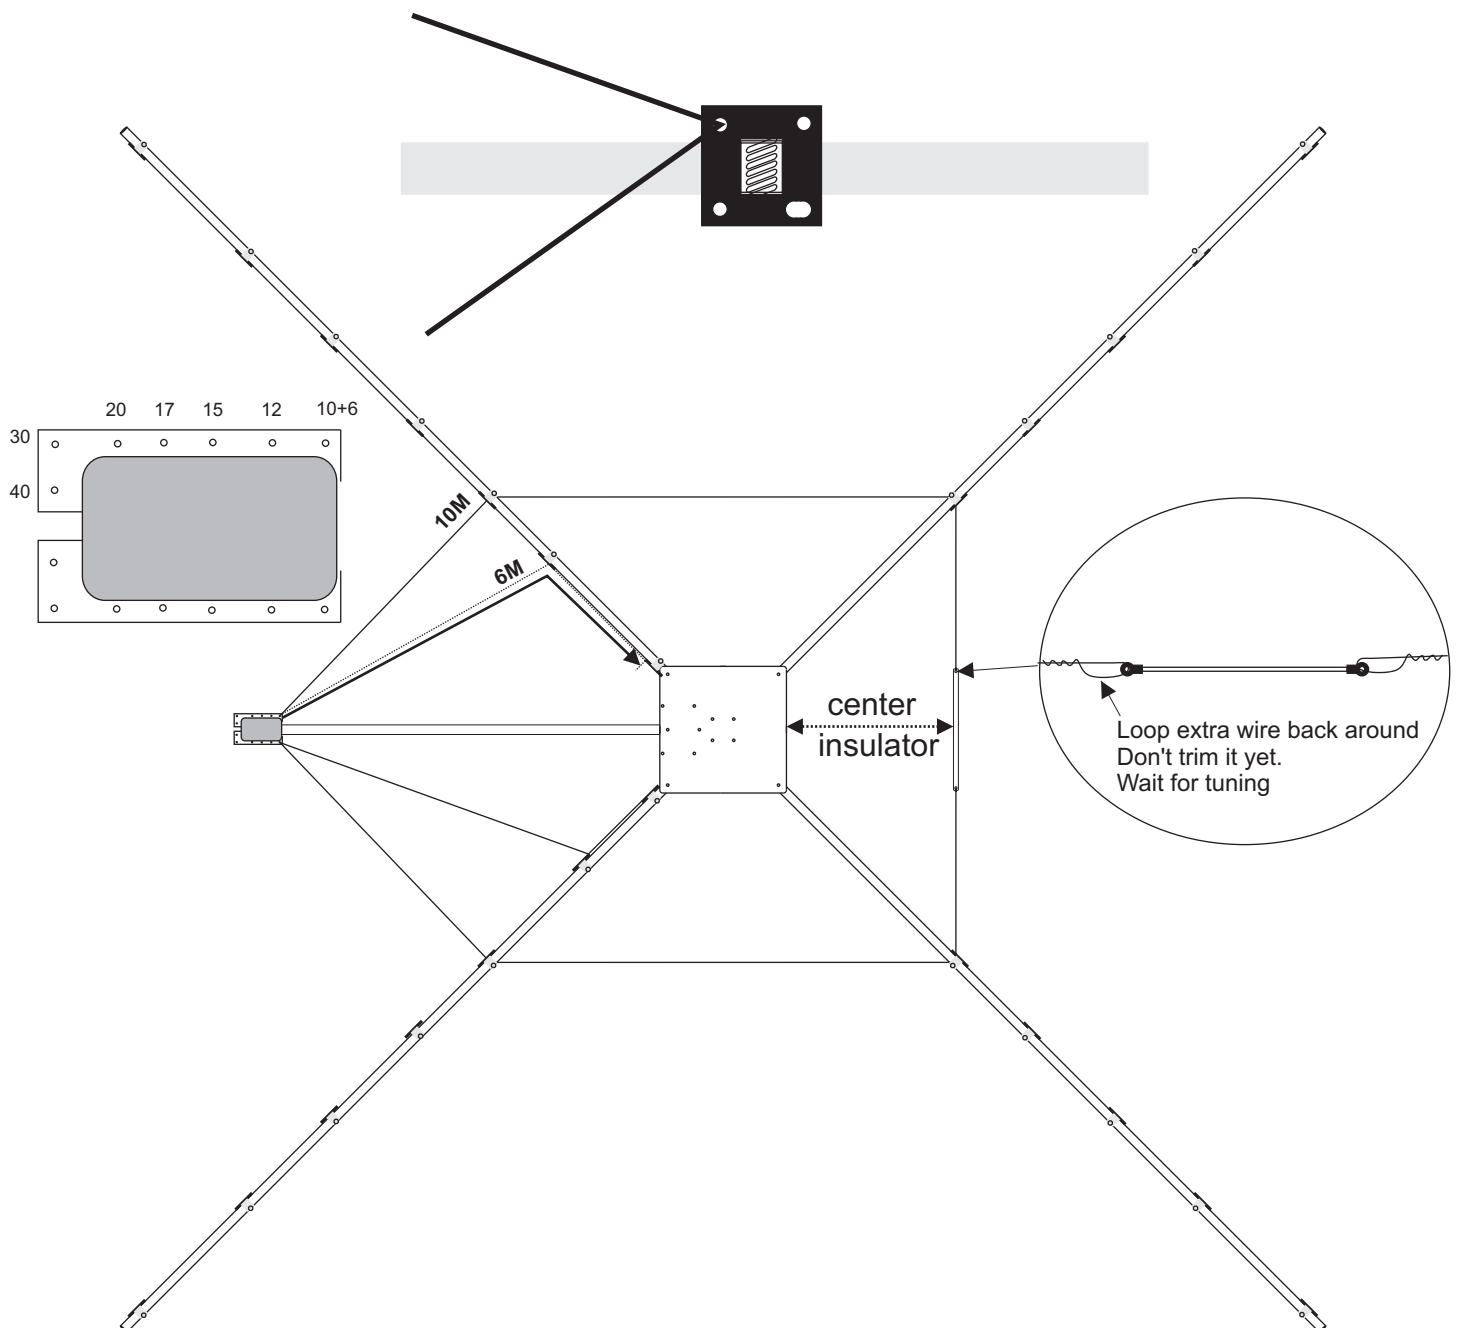 20 17 15 12 10+6
30
40
10M
6M
center
insulator
Loop extra wire back around
Don't trim it yet.
Wait for tuning